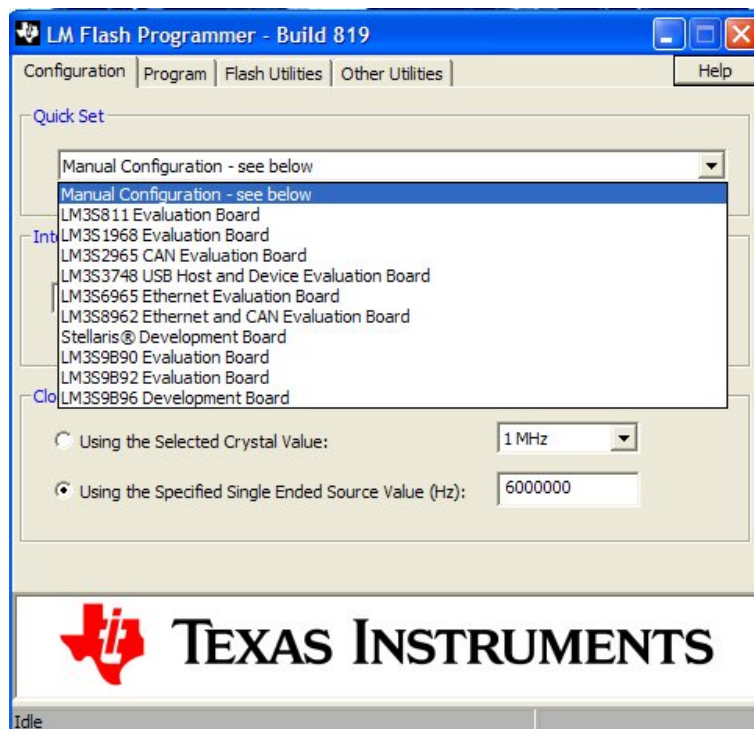 LM Flash Programmer - Build 819
Configuration Program Flash Utilities Other Utilities Help
Quick Set
Manual Configuration - see below
Manual Configuration - see below
LM3S811 Evaluation Board
LM3S1968 Evaluation Board
LM3S2965 CAN Evaluation Board
LM3S3748 USB Host and Device Evaluation Board
LM3S6965 Ethernet Evaluation Board
LM3S8962 Ethernet and CAN Evaluation Board
Stellaris® Development Board
LM3S9B90 Evaluation Board
LM3S9B92 Evaluation Board
LM3S9B96 Development Board
Using the Selected Crystal Value: 1 MHz
Using the Specified Single Ended Source Value (Hz): 6000000
TEXAS INSTRUMENTS
Idle